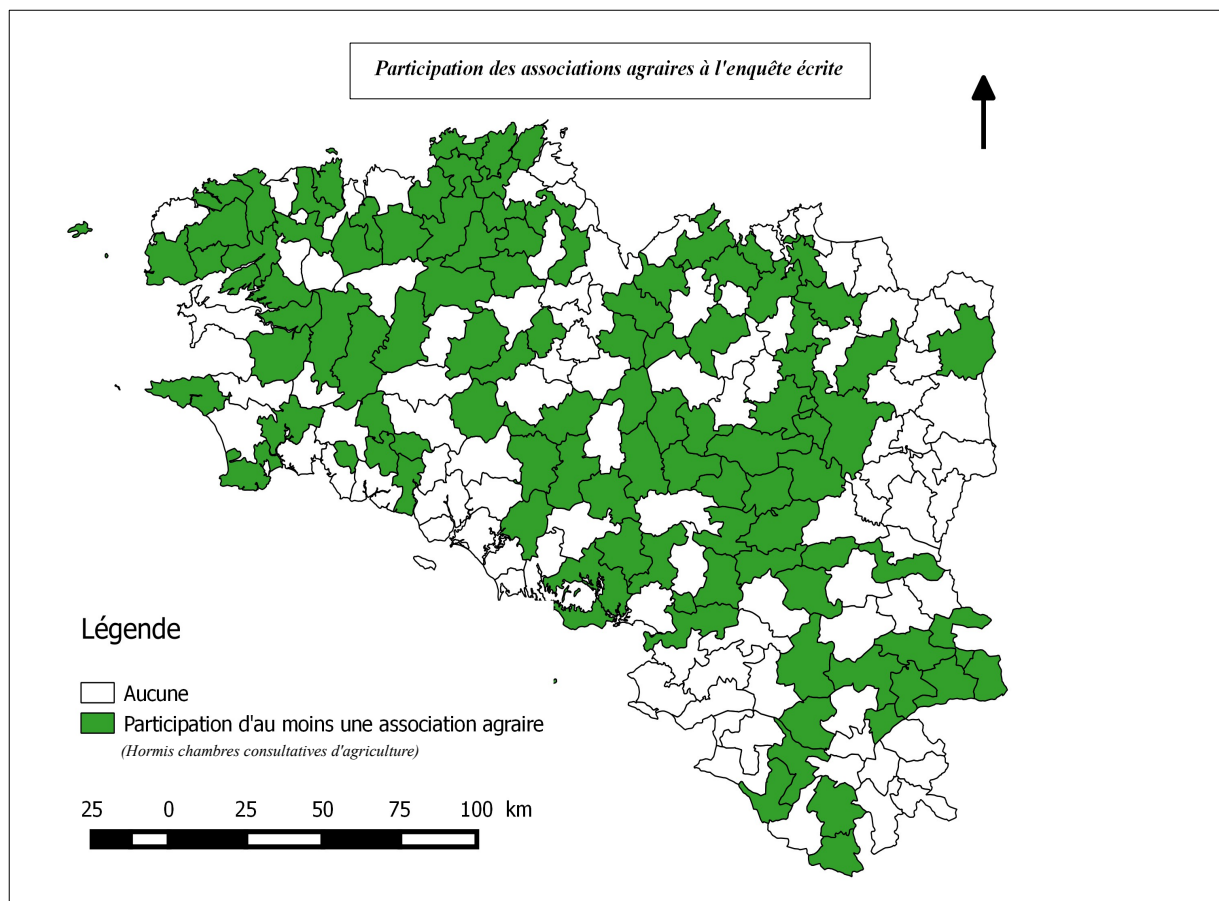 Participation des associations agraires à l'enquête écrite
Légende
Aucune
Participation d'au moins une association agraire
(Hormis chambres consultatives d'agriculture)
25 0 25 50 75 100 km